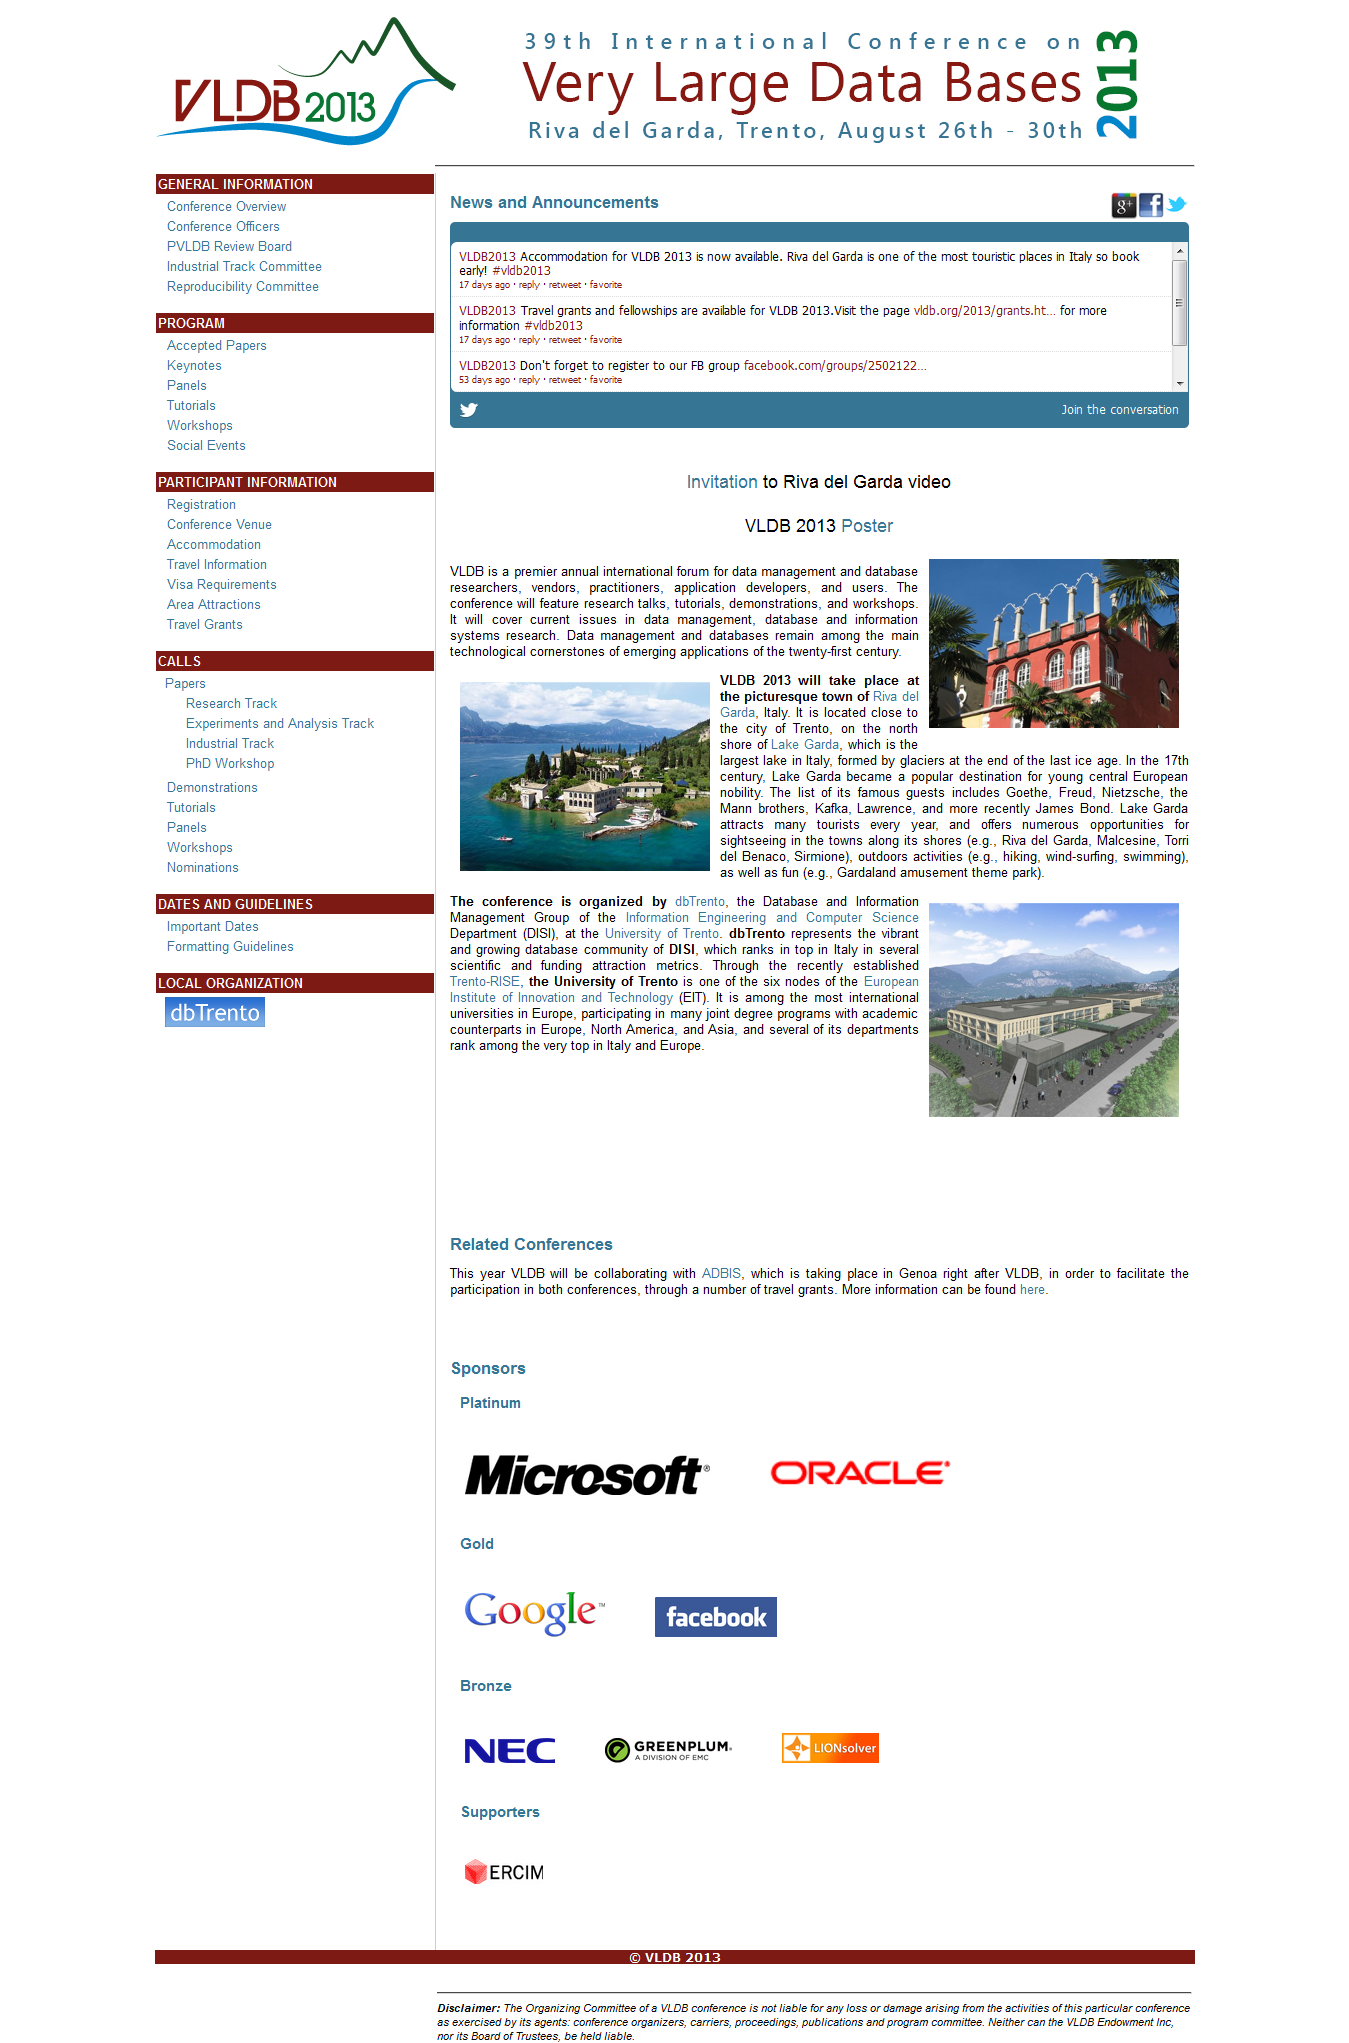 VLDB 2013
39th International Conference on
Very Large Data Bases
Riva del Garda, Trento, August 26th - 30th
2013
GENERAL INFORMATION
Conference Overview
Conference Officers
PVLDB Review Board
Industrial Track Committee
Reproducibility Committee
PROGRAM
Accepted Papers
Keynotes
Panels
Tutorials
Workshops
Social Events
PARTICIPANT INFORMATION
Registration
Conference Venue
Accommodation
Travel Information
Visa Requirements
Area Attractions
Travel Grants
CALLS
Papers
Research Track
Experiments and Analysis Track
Industrial Track
PhD Workshop
Demonstrations
Tutorials
Panels
Workshops
Nominations
DATES AND GUIDELINES
Important Dates
Formatting Guidelines
LOCAL ORGANIZATION
dbTrento
News and Announcements
g+ f
VLDB2013 Accommodation for VLDB 2013 is now available. Riva del Garda is one of the most touristic places in Italy so book
early! #vldb2013
17 days ago · reply · retweet · favorite
VLDB2013 Travel grants and fellowships are available for VLDB 2013.Visit the page vldb.org/2013/grants.ht… for more
information #vldb2013
17 days ago · reply · retweet · favorite
VLDB2013 Don't forget to register to our FB group facebook.com/groups/2502122…
53 days ago · reply · retweet · favorite
Join the conversation
Invitation to Riva del Garda video
VLDB 2013 Poster
VLDB is a premier annual international forum for data management and database
researchers, vendors, practitioners, application developers, and users. The
conference will feature research talks, tutorials, demonstrations, and workshops.
It will cover current issues in data management, database and information
systems research. Data management and databases remain among the main
technological cornerstones of emerging applications of the twenty-first century.
VLDB 2013 will take place at
the picturesque town of Riva del
Garda, Italy. It is located close to
the city of Trento, on the north
shore of Lake Garda, which is the
largest lake in Italy, formed by glaciers at the end of the last ice age. In the 17th
century, Lake Garda became a popular destination for young central European
nobility. The list of its famous guests includes Goethe, Freud, Nietzsche, the
Mann brothers, Kafka, Lawrence, and more recently James Bond. Lake Garda
attracts many tourists every year, and offers numerous opportunities for
sightseeing in the towns along its shores (e.g., Riva del Garda, Malcesine, Torri
del Benaco, Sirmione), outdoors activities (e.g., hiking, wind-surfing, swimming),
as well as fun (e.g., Gardaland amusement theme park).
The conference is organized by dbTrento, the Database and Information
Management Group of the Information Engineering and Computer Science
Department (DISI), at the University of Trento. dbTrento represents the vibrant
and growing database community of DISI, which ranks in top in Italy in several
scientific and funding attraction metrics. Through the recently established
Trento-RISE, the University of Trento is one of the six nodes of the European
Institute of Innovation and Technology (EIT). It is among the most international
universities in Europe, participating in many joint degree programs with academic
counterparts in Europe, North America, and Asia, and several of its departments
rank among the very top in Italy and Europe.
Related Conferences
This year VLDB will be collaborating with ADBIS, which is taking place in Genoa right after VLDB, in order to facilitate the
participation in both conferences, through a number of travel grants. More information can be found here.
Sponsors
Platinum
Microsoft® ORACLE®
Gold
Google™ facebook
Bronze
NEC GREENPLUM® LIONsolver
A DIVISION OF EMC
Supporters
ERCIM
© VLDB 2013
Disclaimer: The Organizing Committee of a VLDB conference is not liable for any loss or damage arising from the activities of this particular conference
as exercised by its agents: conference organizers, carriers, proceedings, publications and program committee. Neither can the VLDB Endowment Inc,
nor its Board of Trustees, be held liable.